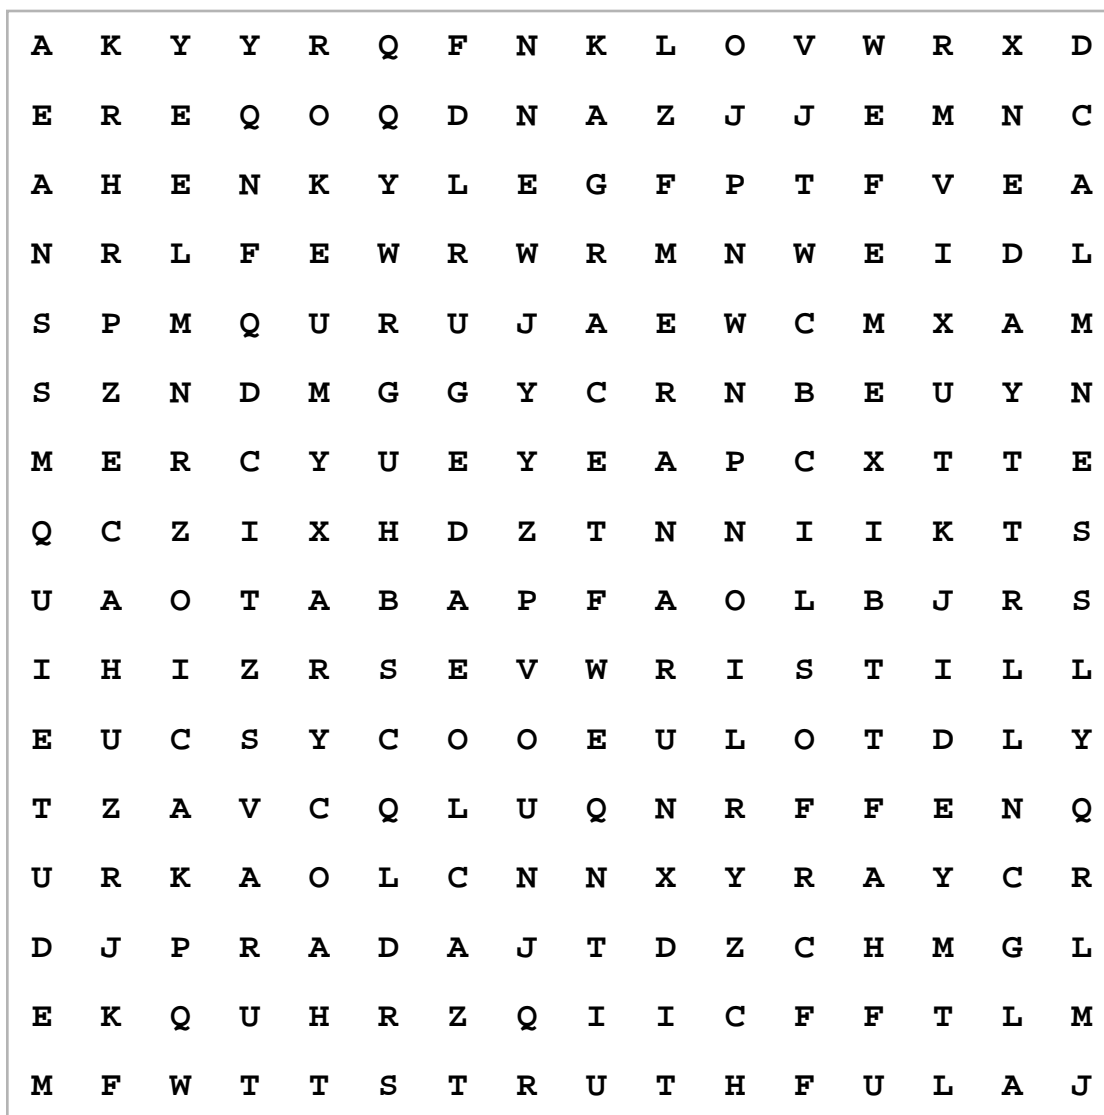 A K Y Y R Q F N K L O V W R X D
E R E Q O Q D N A Z J J E M N C
A H E N K Y L E G F P T F V E A
N R L F E W R W R M N W E I D L
S P M Q U R U J A E W C M X A M
S Z N D M G G Y C R N B E U Y N
M E R C Y U E Y E A P C X T T E
Q C Z I X H D Z T N N I I K T S
U A O T A B A P F A O L B J R S
I H I Z R S E V W R I S T I L L
E U C S Y C O O E U L O T D L Y
T Z A V C Q L U Q N R F F E N Q
U R K A O L C N N X Y R A Y C R
D J P R A D A J T D Z C H M G L
E K Q U H R Z Q I I C F F T L M
M F W T T S T R U T H F U L A J